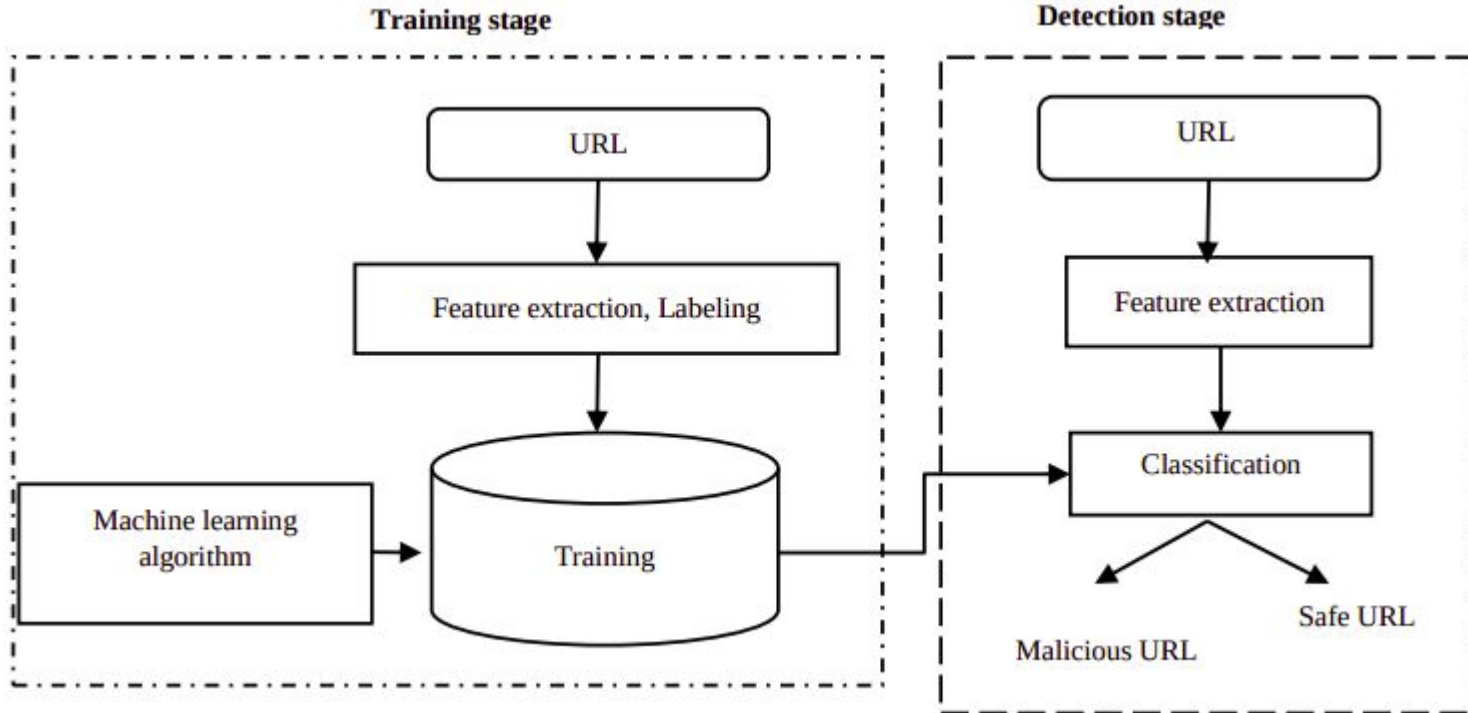 Training stage
Detection stage
URL
Feature extraction, Labeling
Machine learning
algorithm
Training
URL
Feature extraction
Classification
Malicious URL
Safe URL